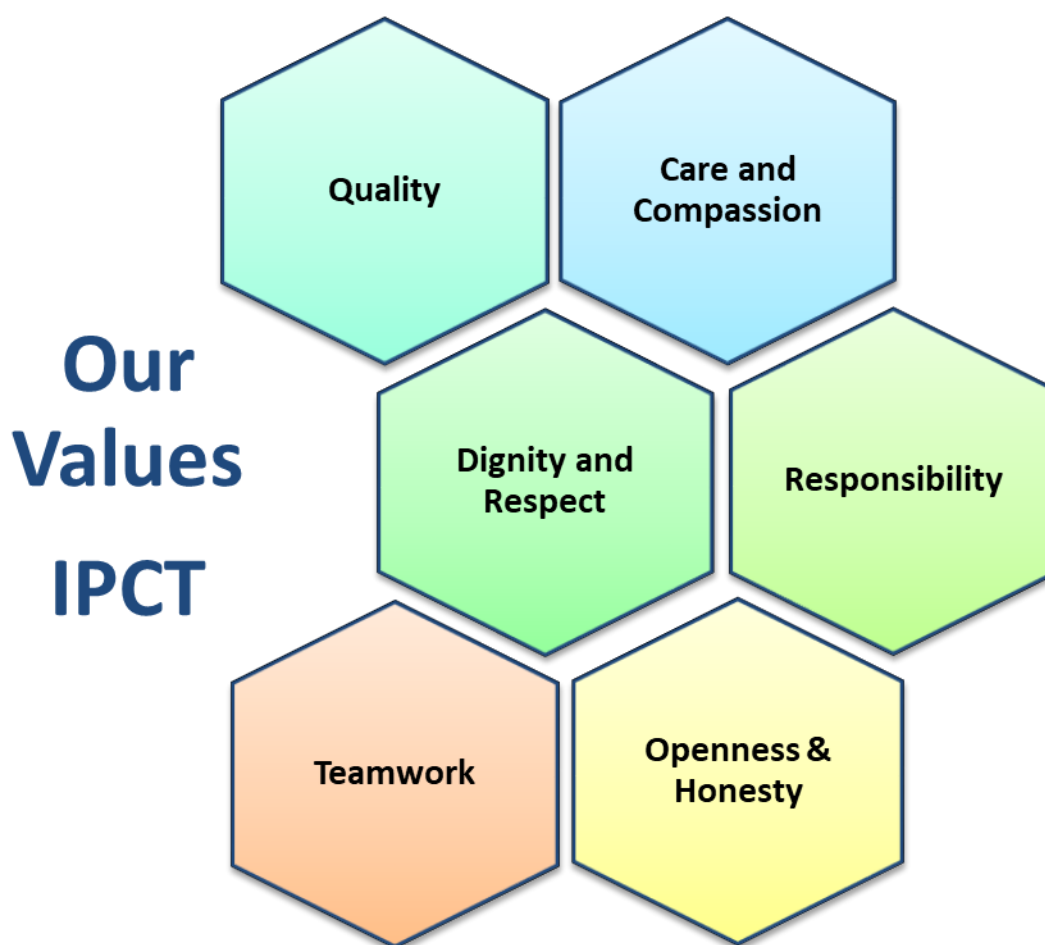 Our
Values
IPCT
Quality
Care and
Compassion
Dignity and
Respect
Responsibility
Teamwork
Openness &
Honesty